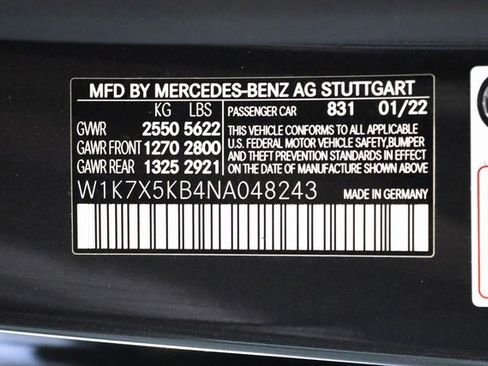 MFD BY MERCEDES-BENZ AG STUTTGART
KG LBS
GVWR 2550 5622
GAWR FRONT 1270 2800
GAWR REAR 1325 2921
PASSENGER CAR 831 01/22
THIS VEHICLE CONFORMS TO ALL APPLICABLE
U.S. FEDERAL MOTOR VEHICLE SAFETY,BUMPER
AND THEFT PREVENTION STANDARDS IN EFFECT
ON THE DATE OF MANUFACTURE SHOWN ABOVE.
W1K7X5KB4NA048243 MADE IN GERMANY